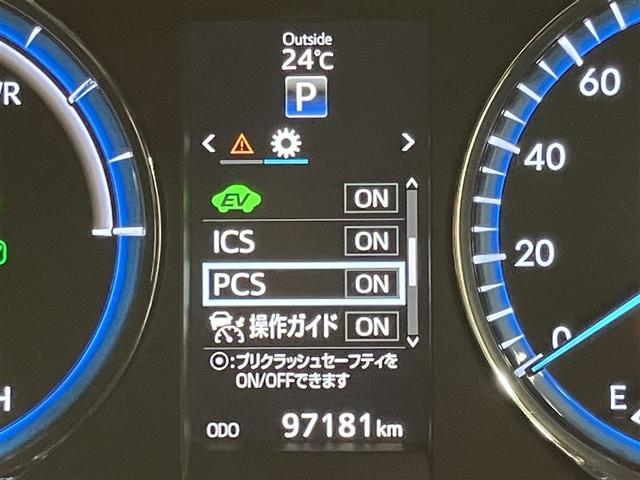 Outside
24℃
P
EV ON
ICS ON
PCS ON
操作ガイド ON
◉:プリクラッシュセーフティを
ON/OFFできます
ODO 97181km
60
40
20
0
E
H